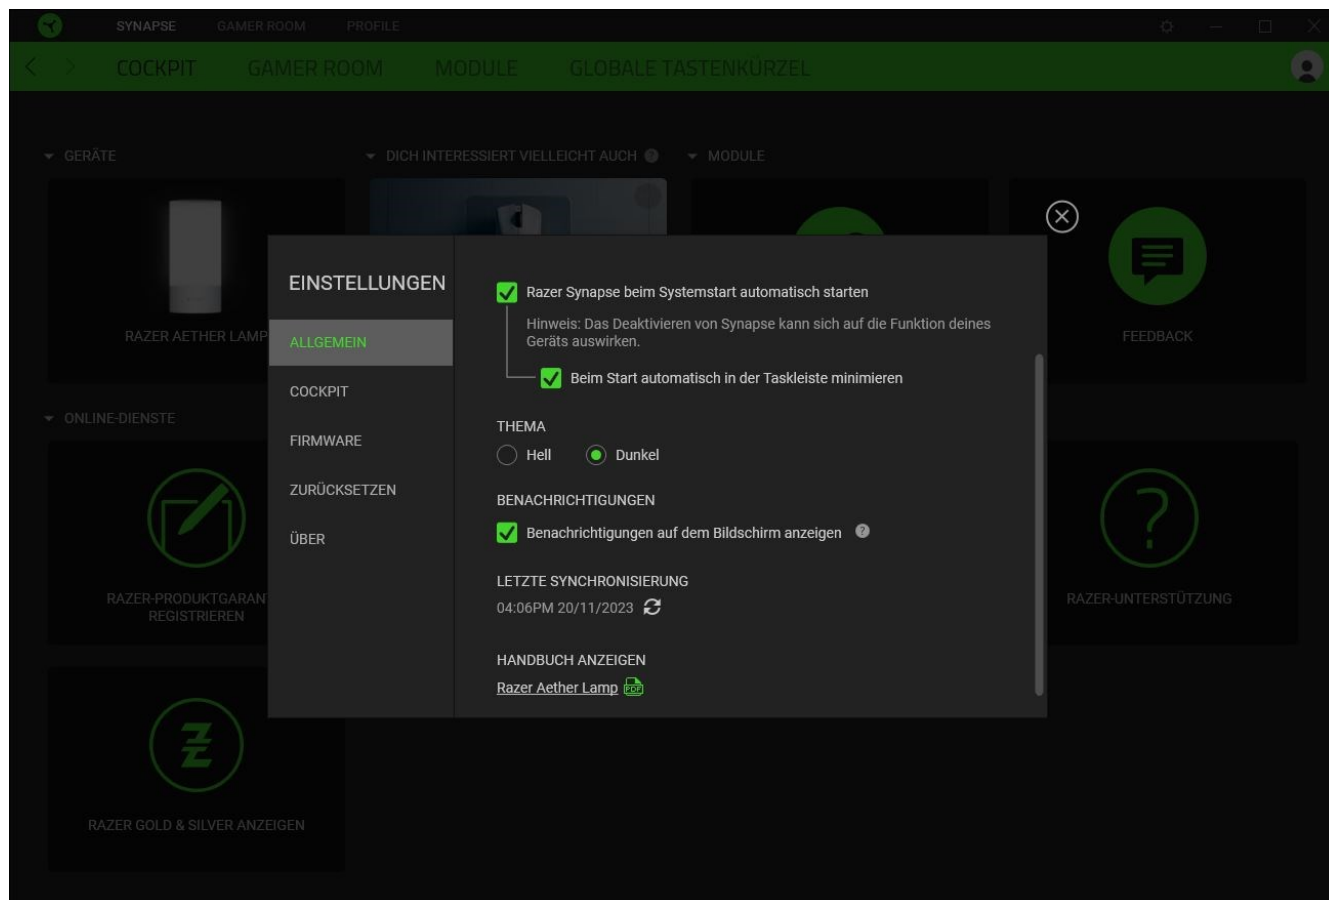 SYNAPSE GAMER ROOM PROFILE
COCKPIT GAMER ROOM MODULE GLOBALE TASTENKÜRZEL
GERÄTE
DICH INTERESSIERT VIELLEICHT AUCH ?
MODULE
RAZER AETHER LAMP
FEEDBACK
EINSTELLUNGEN
ALLGEMEIN
COCKPIT
FIRMWARE
ZURÜCKSETZEN
ÜBER
Razer Synapse beim Systemstart automatisch starten
Hinweis: Das Deaktivieren von Synapse kann sich auf die Funktion deines
Geräts auswirken.
Beim Start automatisch in der Taskleiste minimieren
THEMA
Hell Dunkel
BENACHRICHTIGUNGEN
Benachrichtigungen auf dem Bildschirm anzeigen ?
LETZTE SYNCHRONISIERUNG
04:06PM 20/11/2023
HANDBUCH ANZEIGEN
Razer Aether Lamp PDF
ONLINE-DIENSTE
RAZER-PRODUKTGARAN
REGISTRIEREN
RAZER-UNTERSTÜTZUNG
RAZER GOLD & SILVER ANZEIGEN